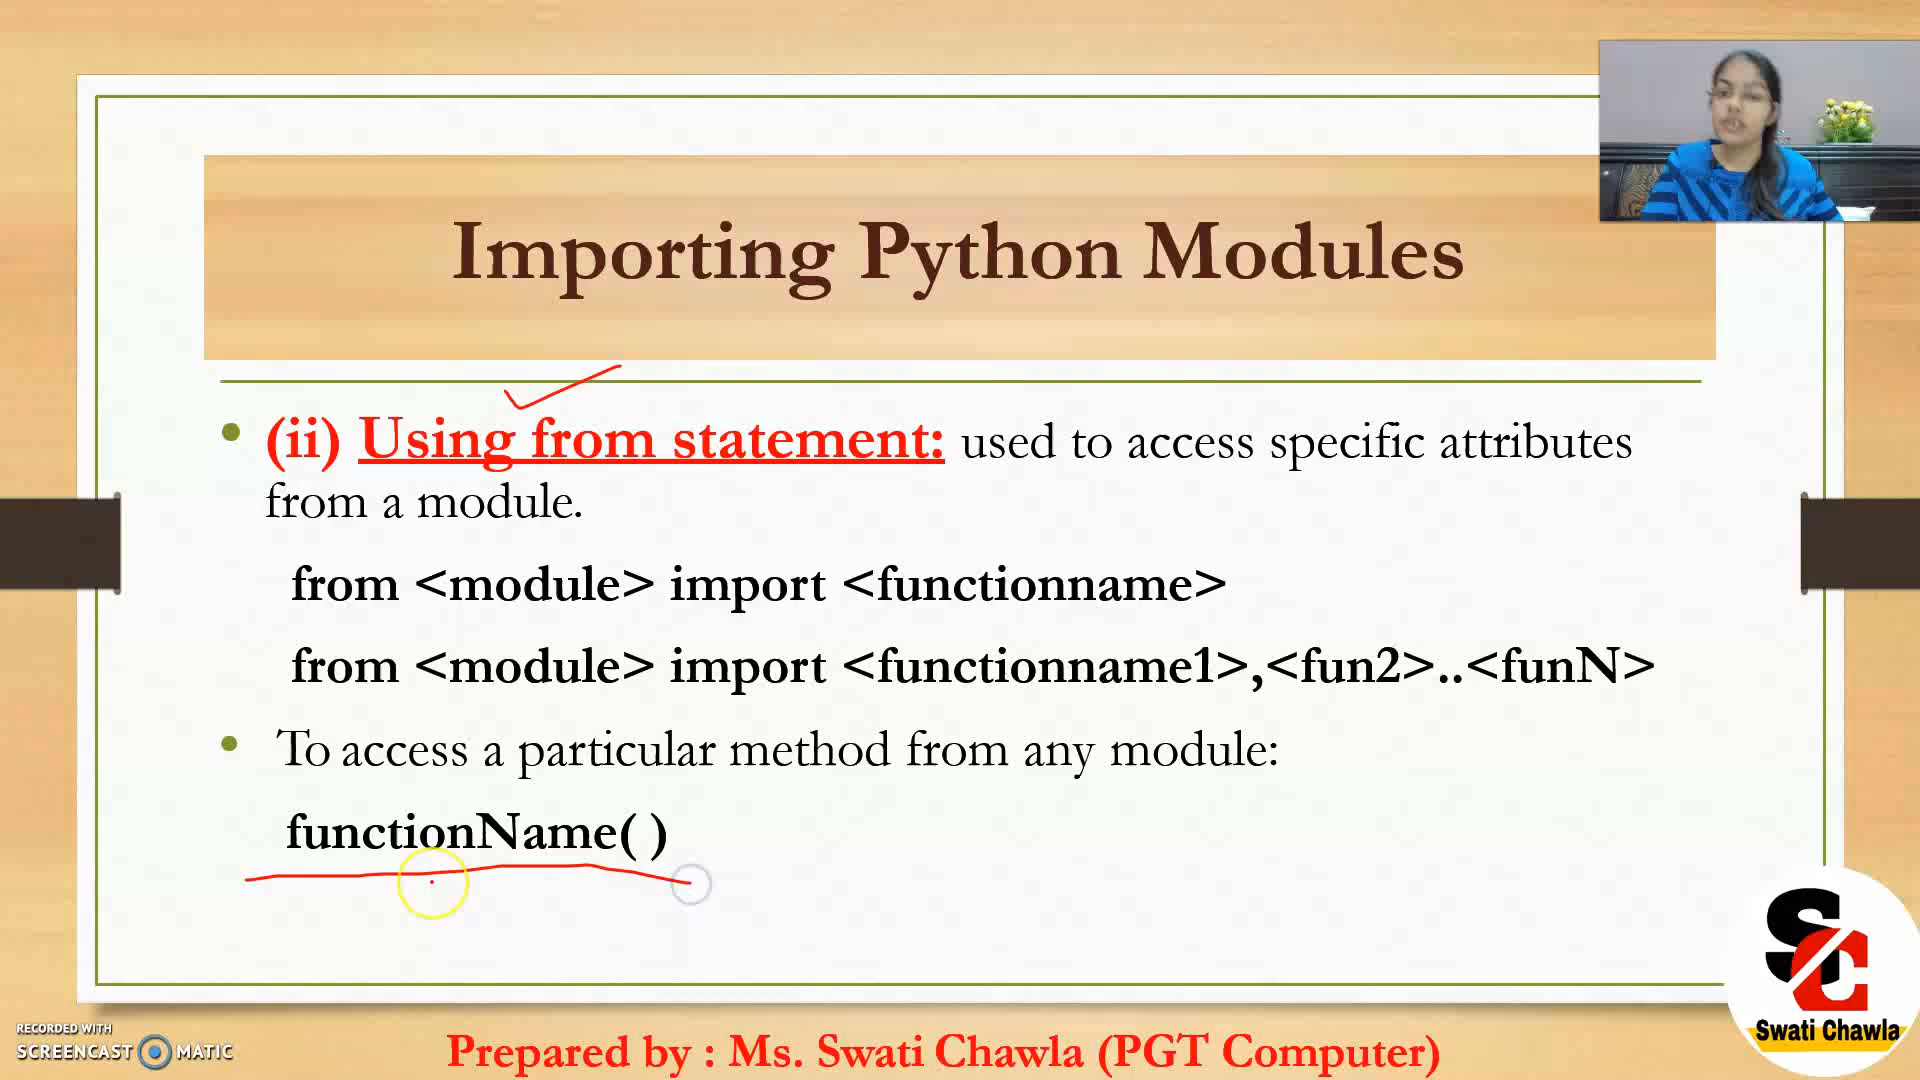 Importing Python Modules
(ii) Using from statement: used to access specific attributes
from a module.
from <module> import <functionname>
from <module> import <functionname1>,<fun2>..<funN>
To access a particular method from any module:
functionName( )
SC
Swati Chawla
RECORDED WITH
SCREENCAST MATIC
Prepared by : Ms. Swati Chawla (PGT Computer)